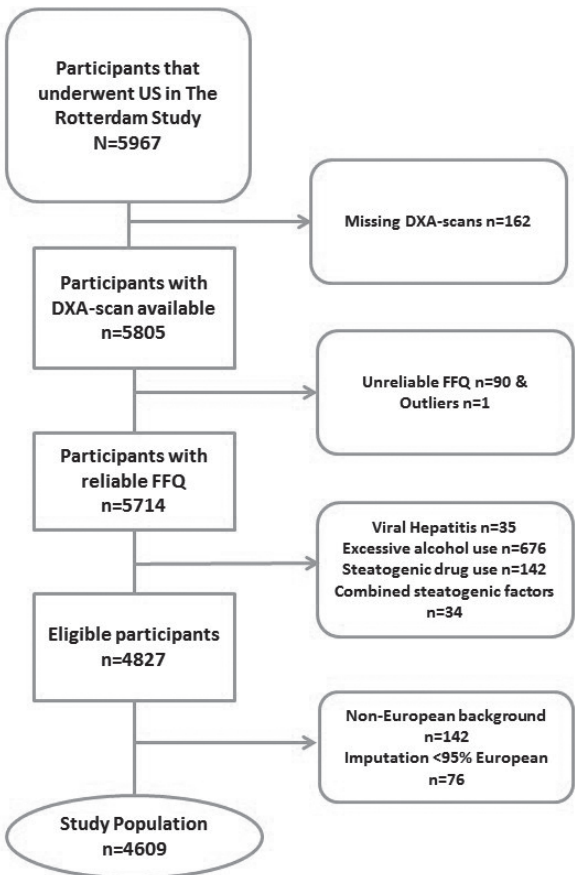 Participants that
underwent US in The
Rotterdam Study
N=5967
Missing DXA-scans n=162
Participants with
DXA-scan available
n=5805
Unreliable FFQ n=90 &
Outliers n=1
Participants with
reliable FFQ
n=5714
Viral Hepatitis n=35
Excessive alcohol use n=676
Steatogenic drug use n=142
Combined steatogenic factors
n=34
Eligible participants
n=4827
Non-European background
n=142
Imputation <95% European
n=76
Study Population
n=4609